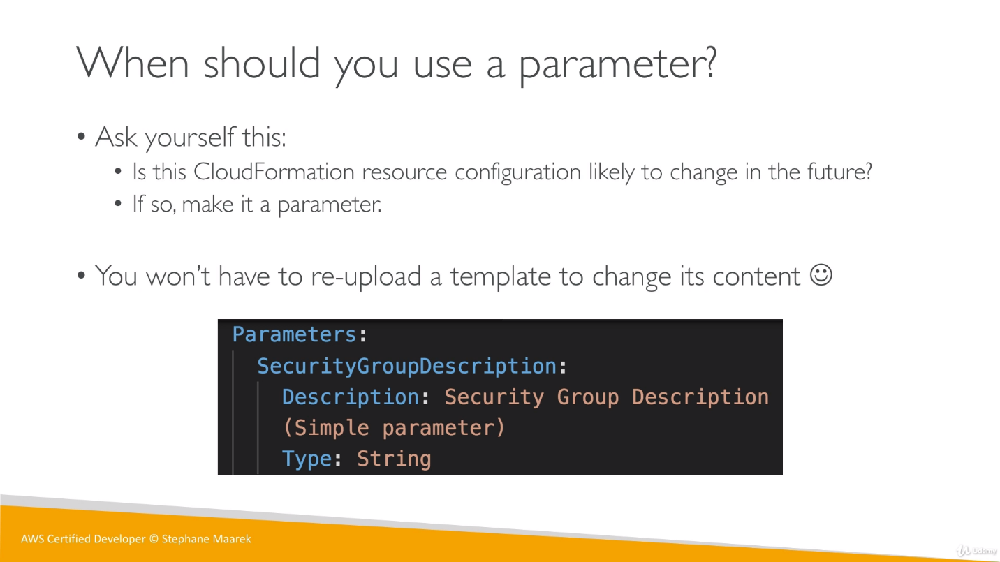 When should you use a parameter?
• Ask yourself this:
• Is this CloudFormation resource configuration likely to change in the future?
• If so, make it a parameter.
• You won't have to re-upload a template to change its content ☺
Parameters:
SecurityGroupDescription:
Description: Security Group Description
(Simple parameter)
Type: String
AWS Certified Developer © Stephane Maarek
Udemy